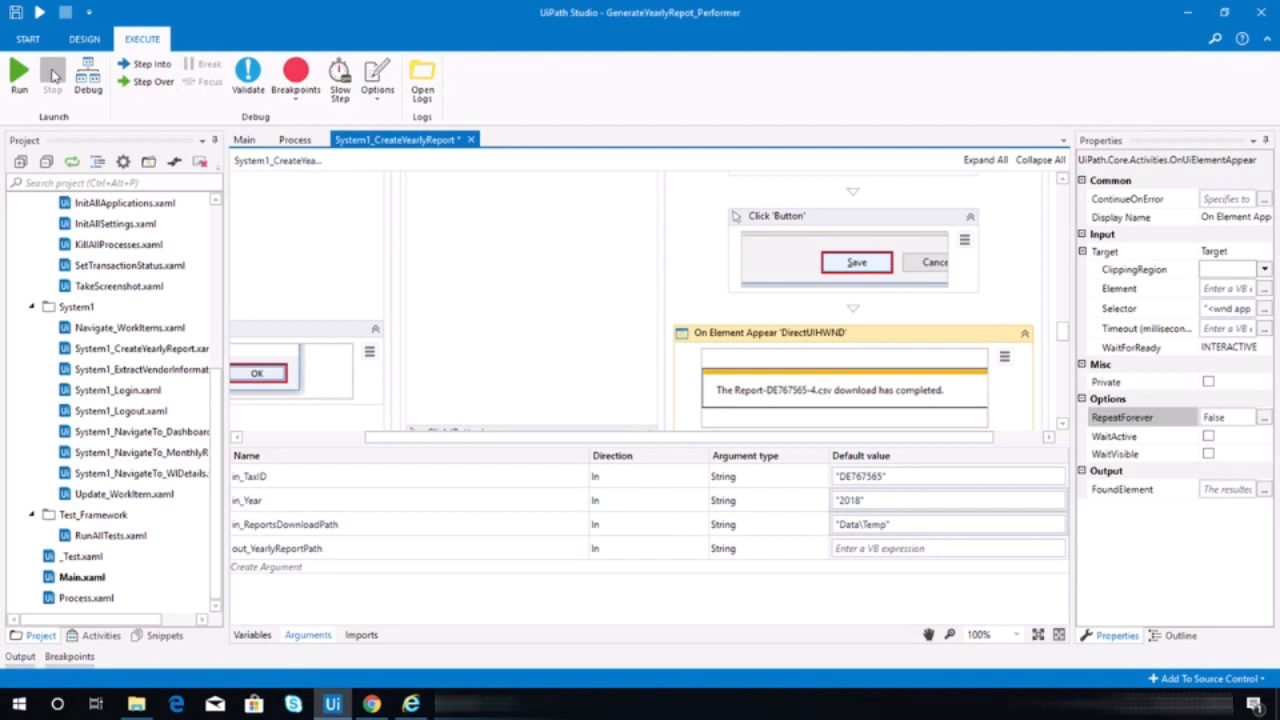 UiPath Studio - GenerateYearlyRepot_Performer
START DESIGN EXECUTE
Run Stop Debug Step Into Step Over Break Focus Validate Breakpoints Slow Step Options Open Logs
Launch Debug Logs
Project
Search project (Ctrl+Alt+P)
InitAllApplications.xaml
InitAllSettings.xaml
KillAllProcesses.xaml
SetTransactionStatus.xaml
TakeScreenshot.xaml
System1
Navigate_WorkItems.xaml
System1_CreateYearlyReport.xar
System1_ExtractVendorInformat
System1_Login.xaml
System1_Logout.xaml
System1_NavigateTo_Dashboard
System1_NavigateTo_MonthlyR
System1_NavigateTo_WIDetails.
Update_WorkItem.xaml
Test_Framework
RunAllTests.xaml
_Test.xaml
Main.xaml
Process.xaml
Project Activities Snippets
Main Process System1_CreateYearlyReport *
System1_CreateYea... Expand All Collapse All
Click 'Button'
Save Cance
On Element Appear 'DirectUIHWND'
OK
The Report-DE767565-4.csv download has completed.
Name Direction Argument type Default value
in_TaxID In String "DE767565"
in_Year In String "2018"
in_ReportsDownloadPath In String "Data\Temp"
out_YearlyReportPath In String Enter a VB expression
Create Argument
Variables Arguments Imports 100%
Properties
UiPath.Core.Activities.OnUiElementAppear
Common
ContinueOnError Specifies to ...
Display Name On Element App
Input
Target Target
ClippingRegion
Element Enter a VB ...
Selector "<wnd app ...
Timeout (millisecon... Enter a VB ...
WaitForReady INTERACTIVE
Misc
Private
Options
RepeatForever False ...
WaitActive
WaitVisible
Output
FoundElement The resultec ...
Properties Outline
Output Breakpoints
Add To Source Control
Ui